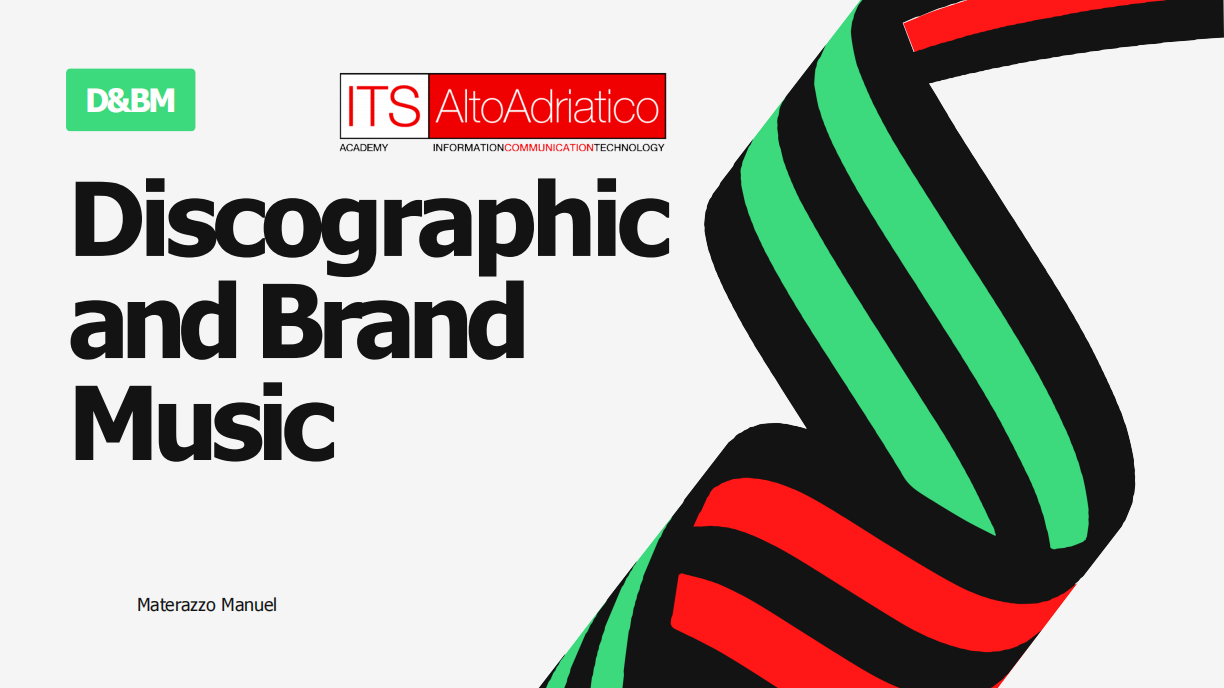 D&BM
ITS AltoAdriatico
ACADEMY INFORMATIONCOMMUNICATIONTECHNOLOGY
Discographic
and Brand
Music
Materazzo Manuel